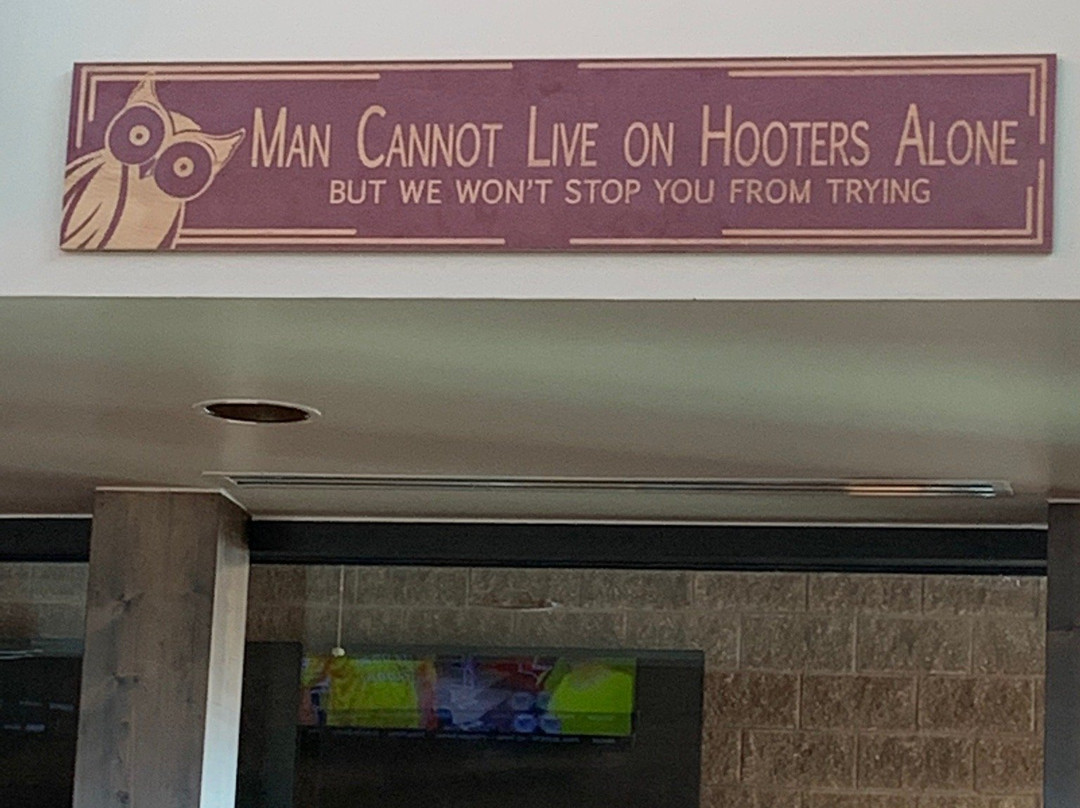 Man Cannot Live on Hooters Alone
BUT WE WON'T STOP YOU FROM TRYING